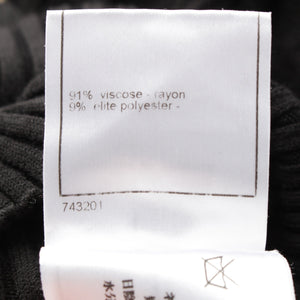 91% viscose - rayon
9% elite polyester -
743201